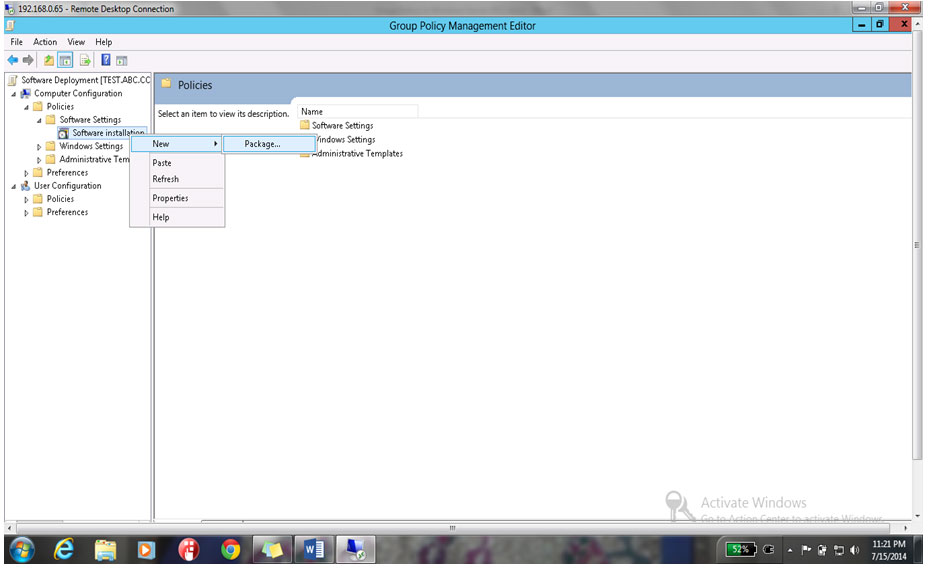 192.168.0.65 - Remote Desktop Connection
Group Policy Management Editor
File Action View Help
Software Deployment [TEST.ABC.CC
Computer Configuration
Policies
Software Settings
Software installation
Windows Settings
Administrative Tem
Preferences
User Configuration
Policies
Preferences
New
Package...
Paste
Refresh
Properties
Help
Policies
Select an item to view its description.
Name
Software Settings
Windows Settings
Administrative Templates
Activate Windows
Go to Action Center to activate Windows.
52%
11:21 PM
7/15/2014